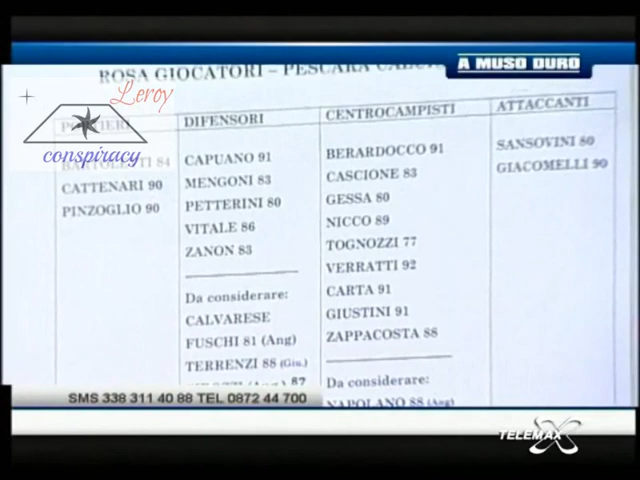 A MUSO DURO
ROSA GIOCATORI – PESCARA
Leroy
conspiracy
DIFENSORI
CAPUANO 91
MENGONI 83
PETTERINI 80
VITALE 86
ZANON 83
Da considerare:
CALVARESE
FUSCHI 81 (Ang)
TERRENZI 88 (Giu.)
CATTENARI 90
PINZOGLIO 90
CENTROCAMPISTI
BERARDOCCO 91
CASCIONE 83
GESSA 80
NICCO 89
TOGNOZZI 77
VERRATTI 92
CARTA 91
GIUSTINI 91
ZAPPACOSTA 88
Da considerare:
NAPOLANO 88 (Ang)
ATTACCANTI
SANSOVINI 80
GIACOMELLI 90
SMS 338 311 40 88 TEL 0872 44 700
TELEMAX